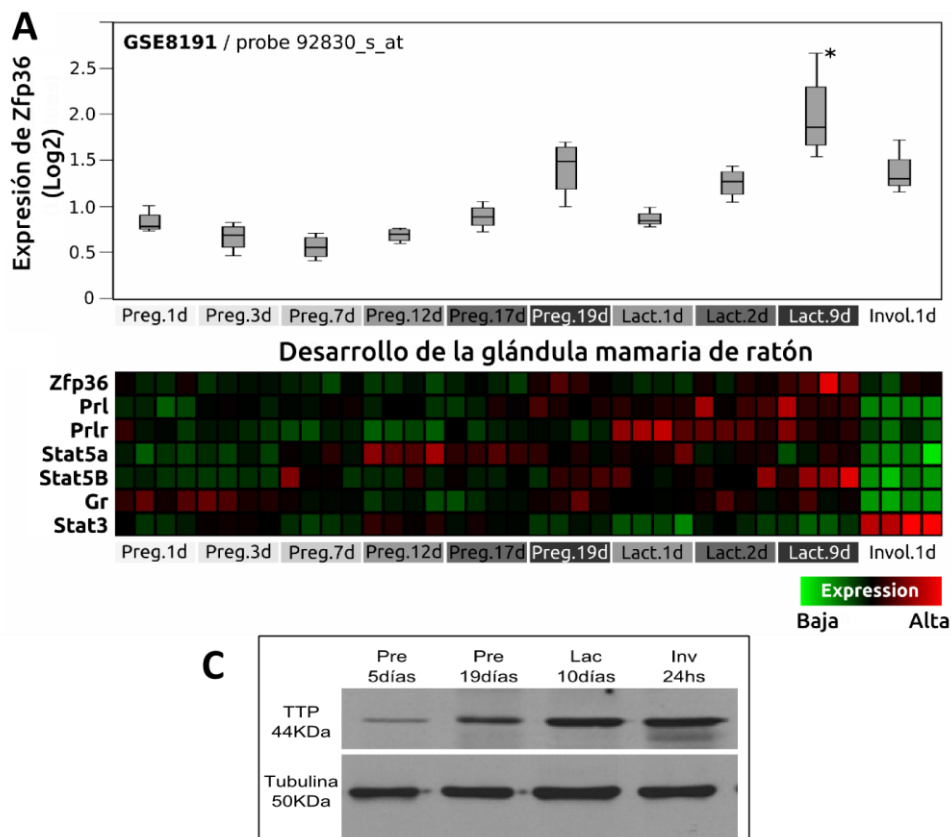 A
GSE8191 / probe 92830_s_at
Expresión de Zfp36
(Log2)
2.5
2.0
1.5
1.0
0.5
0
*
Preg.1d Preg.3d Preg.7d Preg.12d Preg.17d Preg.19d Lact.1d Lact.2d Lact.9d Invol.1d
Desarrollo de la glándula mamaria de ratón
Zfp36
Prl
Prlr
Stat5a
Stat5B
Gr
Stat3
Preg.1d Preg.3d Preg.7d Preg.12d Preg.17d Preg.19d Lact.1d Lact.2d Lact.9d Invol.1d
Expression
Baja Alta
C
Pre Pre Lac Inv
5días 19días 10días 24hs
TTP
44KDa
Tubulina
50KDa